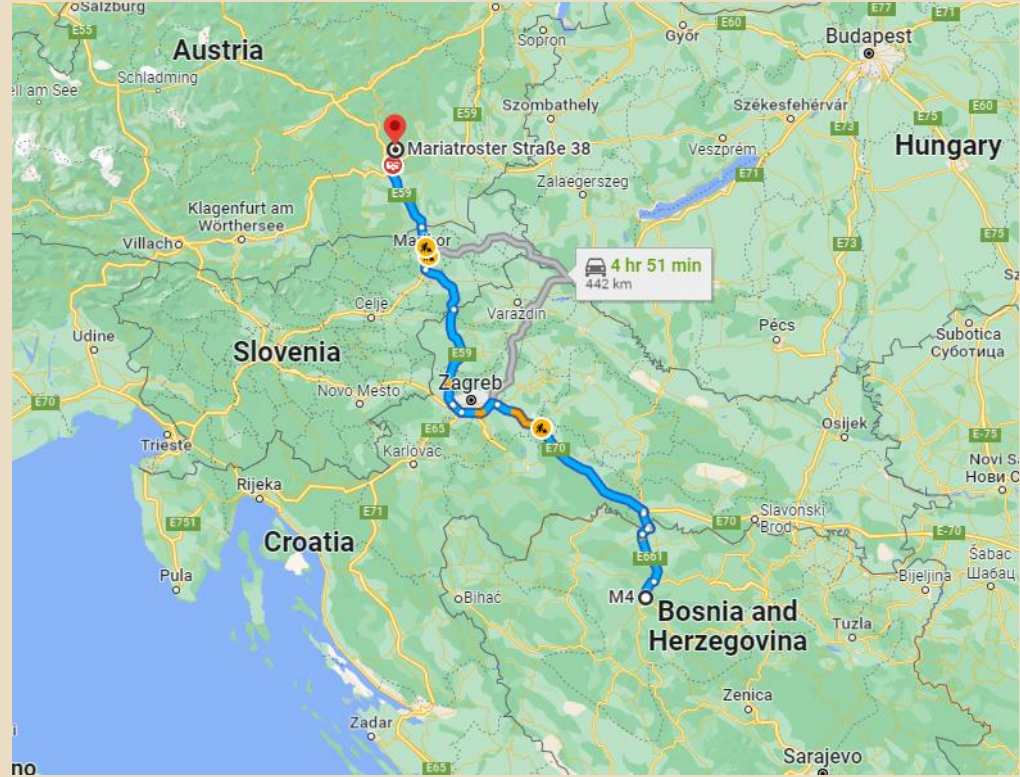 Salzburg
E55
Austria
Schladming
ell am See
Sopron
Győr
E60
E77
E71
Budapest
E59
Szombathely
Székesfehérvár
E60
E75
E73
Veszprém
Hungary
Mariatroster Straße 38
E59
Zalaegerszeg
E71
Klagenfurt am
Wörthersee
Villach
E75
E73
4 hr 51 min
442 km
Celje
Varaždin
Udine
Slovenia
Pécs
Subotica
Суботица
E59
Zagreb
Novo Mesto
E70
E65
Karlovac
E70
Osijek
E-75
Trieste
Rijeka
E751
E71
Croatia
Novi S
Нови С
Slavonski
Brod
E70
E-70
Šabac
Шабац
E661
Pula
Bihać
M4
Bosnia and
Herzegovina
Bijeljina
Tuzla
Zenica
Zadar
E65
Sarajevo
no